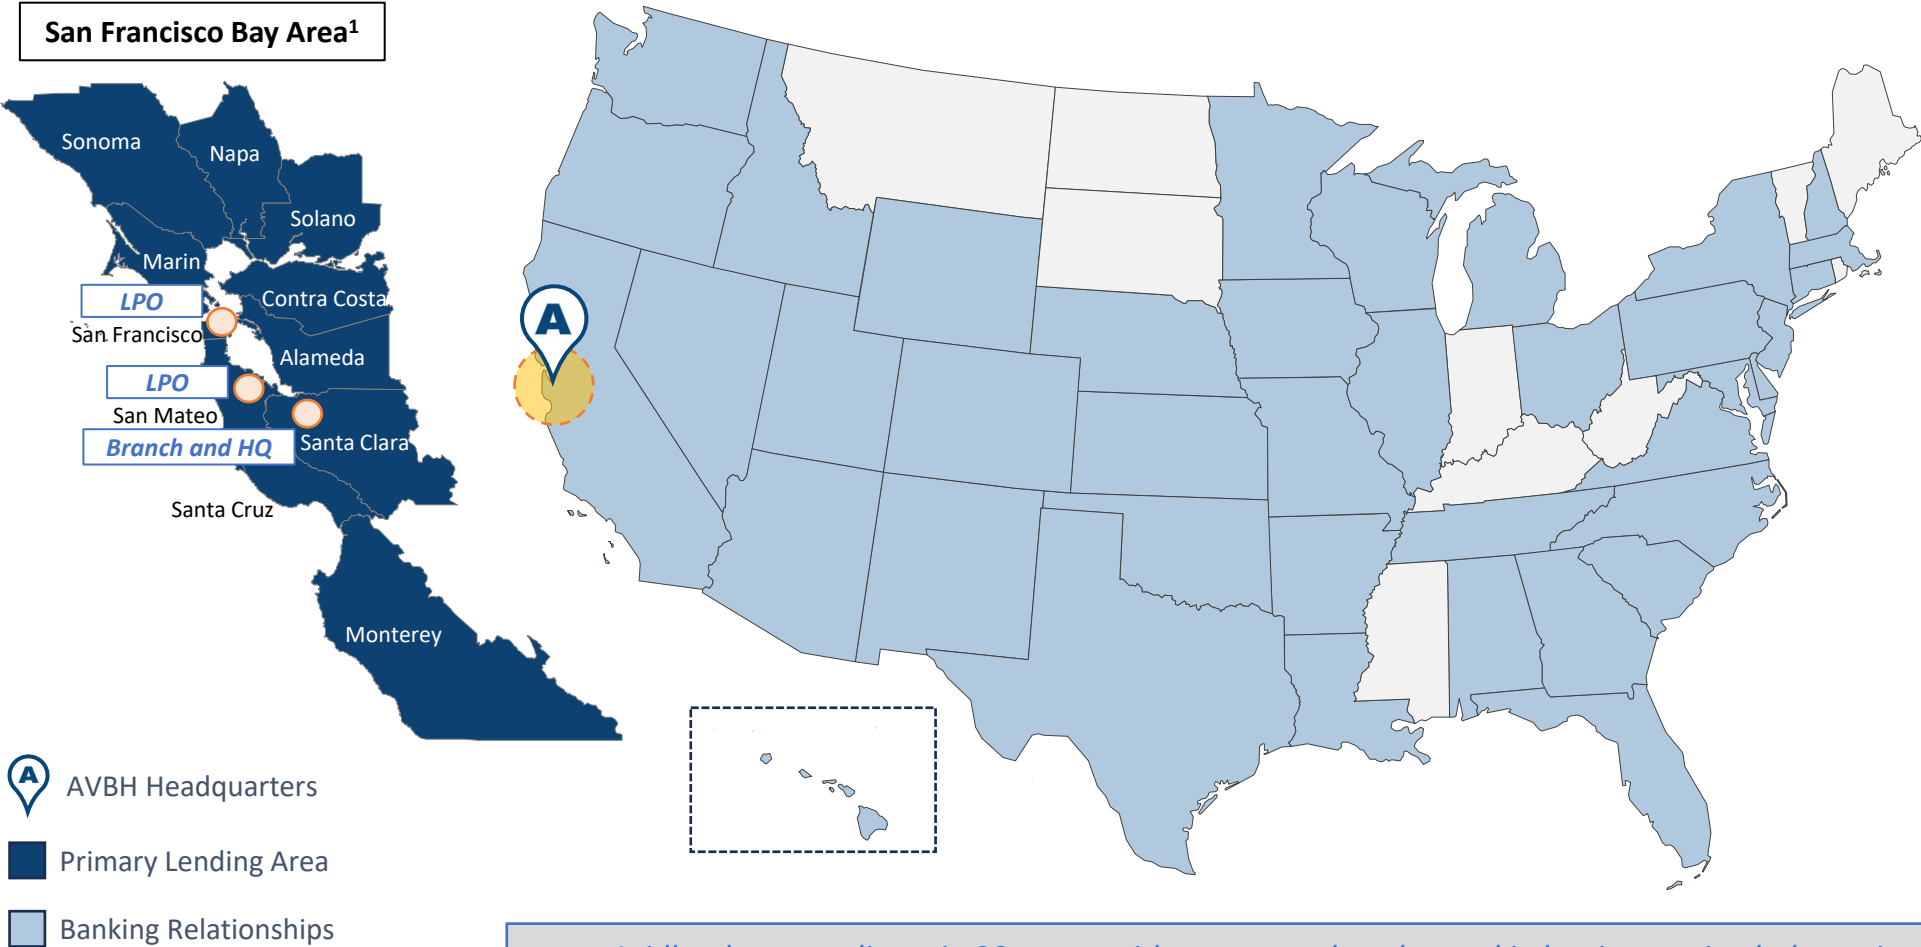 San Francisco Bay Area¹
Sonoma
Napa
Solano
Marin
LPO
Contra Costa
San Francisco
Alameda
LPO
San Mateo
Branch and HQ
Santa Clara
Santa Cruz
Monterey
A
A
AVBH Headquarters
Primary Lending Area
Banking Relationships